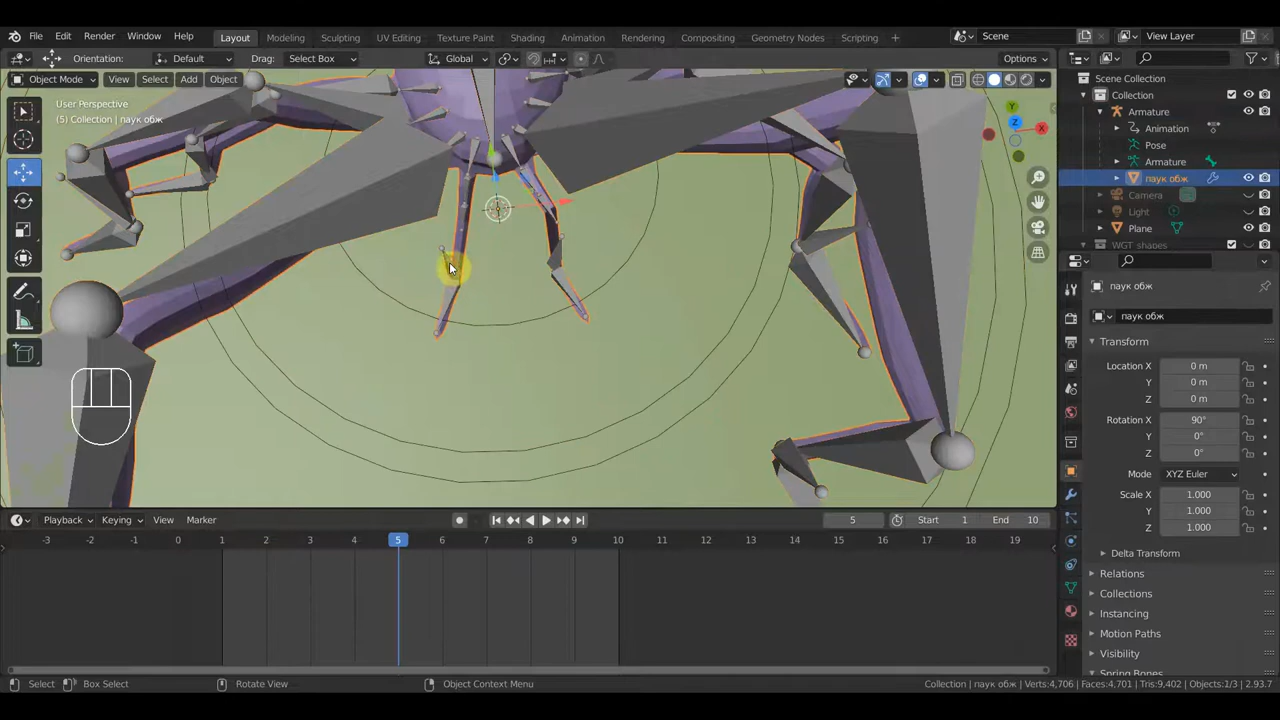 File Edit Render Window Help Layout Modeling Sculpting UV Editing Texture Paint Shading Animation Rendering Compositing Geometry Nodes Scripting + Scene View Layer
Orientation: Default Drag: Select Box Global Options
Object Mode View Select Add Object
User Perspective
(5) Collection | паук обж
Y
Z
X
Scene Collection
Collection
Armature
Animation
Pose
Armature
паук обж
Camera
Light
Plane
WGT_shapes
паук обж
паук обж
Transform
Location X 0 m
Y 0 m
Z 0 m
Rotation X 90°
Y 0°
Z 0°
Mode XYZ Euler
Scale X 1.000
Y 1.000
Z 1.000
Delta Transform
Relations
Collections
Instancing
Motion Paths
Visibility
Spring Bones
Playback Keying View Marker 5 Start 1 End 10
-3 -2 -1 0 1 2 3 4 5 6 7 8 9 10 11 12 13 14 15 16 17 18 19
Select Box Select Rotate View Object Context Menu Collection | паук обж | Verts:4,706 | Faces:4,701 | Tris:9,402 | Objects:1/3 | 2.93.7